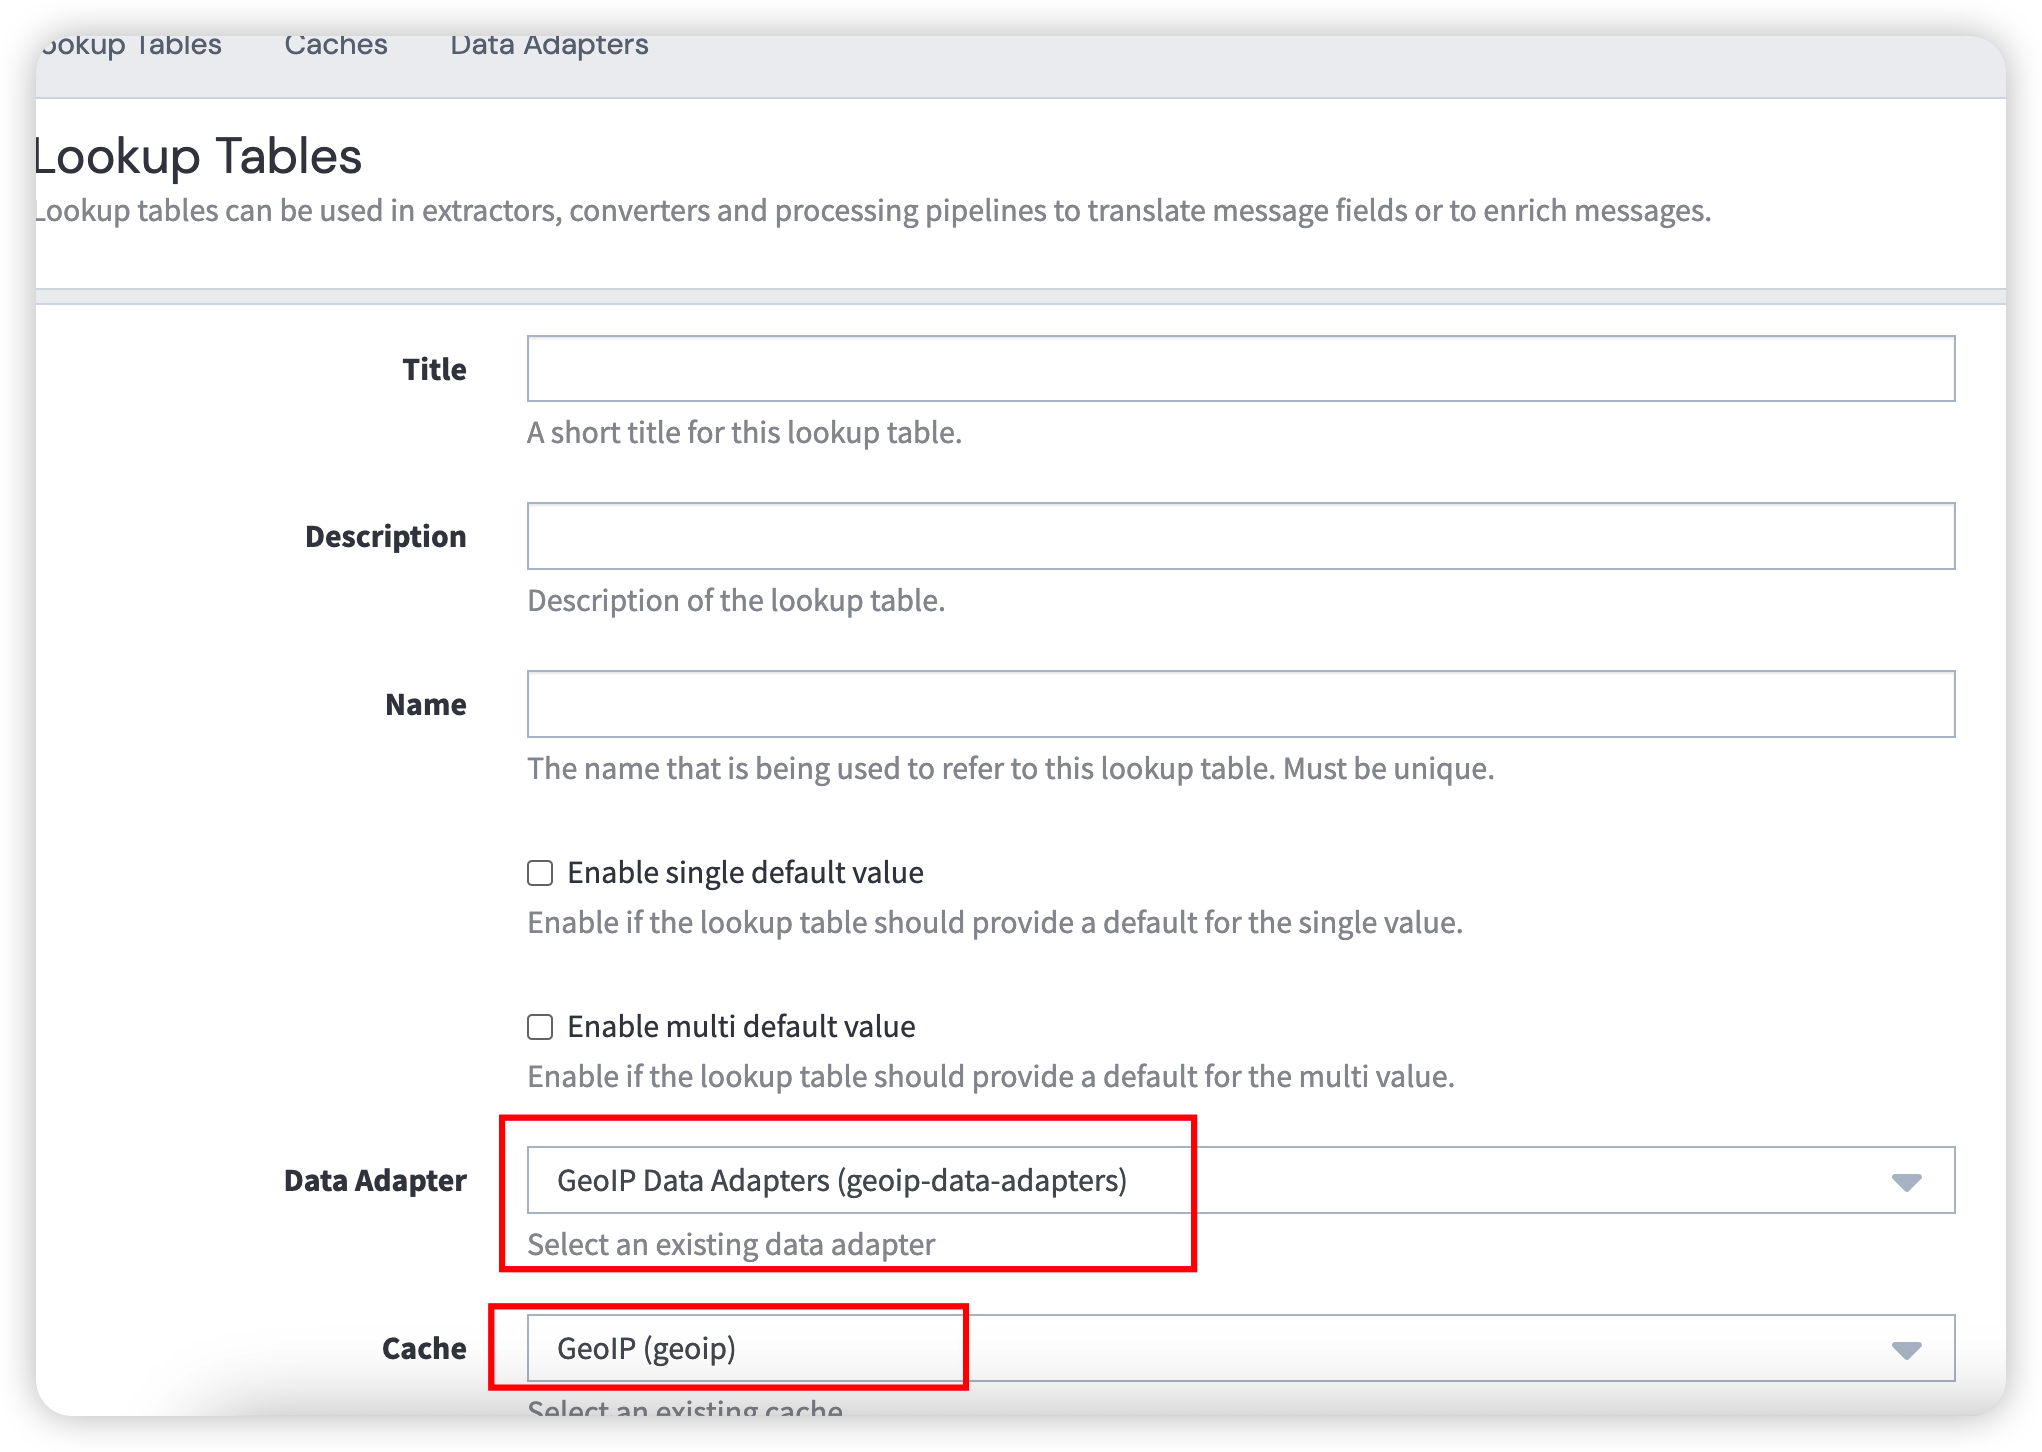 ookup Tables Caches Data Adapters
Lookup Tables
Lookup tables can be used in extractors, converters and processing pipelines to translate message fields or to enrich messages.
Title
A short title for this lookup table.
Description
Description of the lookup table.
Name
The name that is being used to refer to this lookup table. Must be unique.
Enable single default value
Enable if the lookup table should provide a default for the single value.
Enable multi default value
Enable if the lookup table should provide a default for the multi value.
Data Adapter GeoIP Data Adapters (geoip-data-adapters)
Select an existing data adapter
Cache GeoIP (geoip)
Select an existing cache